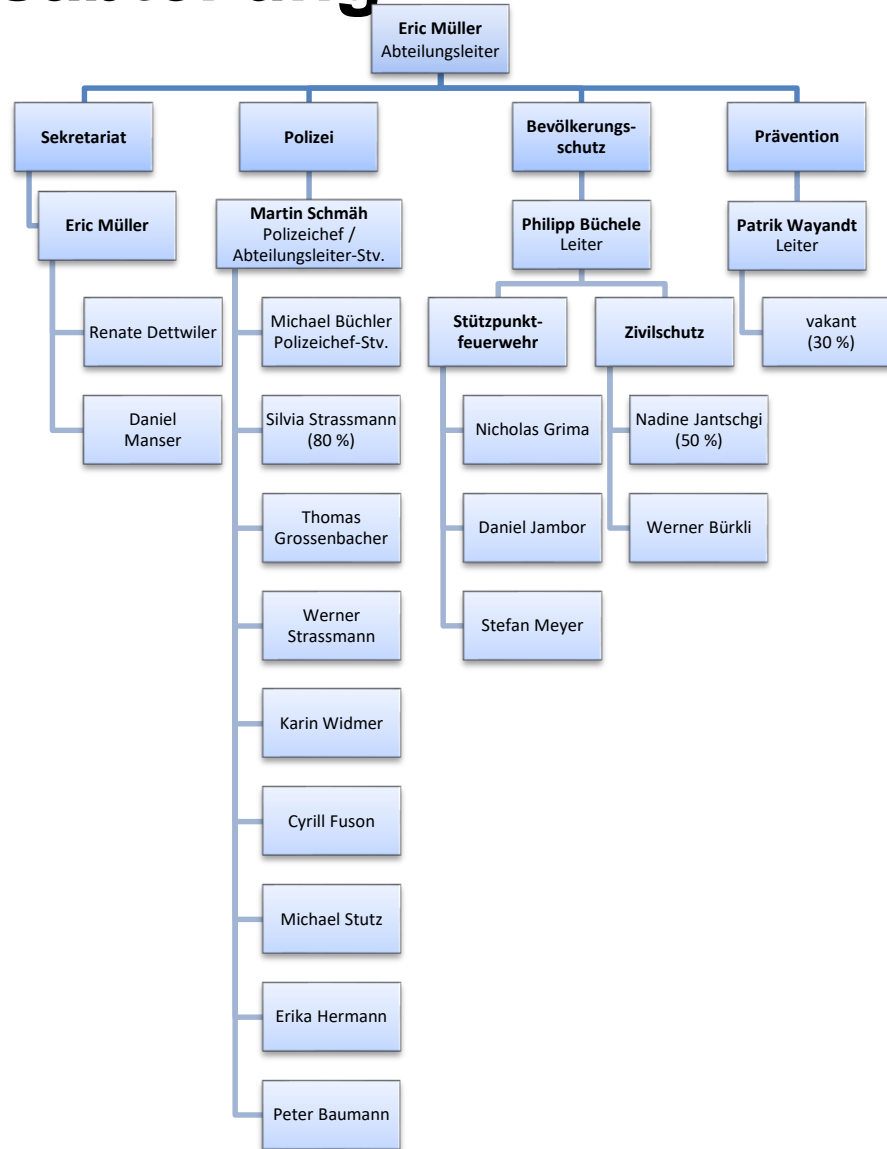 Eric Müller
Abteilungsleiter
Sekretariat
Polizei
Bevölkerungs-
schutz
Prävention
Eric Müller
Martin Schmäh
Polizeichef /
Abteilungsleiter-Stv.
Philipp Büchele
Leiter
Patrik Wayandt
Leiter
Renate Dettwiler
Michael Büchler
Polizeichef-Stv.
Stützpunkt-
feuerwehr
Zivilschutz
vakant
(30 %)
Daniel
Manser
Silvia Strassmann
(80 %)
Nicholas Grima
Nadine Jantschgi
(50 %)
Thomas
Grossenbacher
Daniel Jambor
Werner Bürkli
Werner
Strassmann
Stefan Meyer
Karin Widmer
Cyrill Fuson
Michael Stutz
Erika Hermann
Peter Baumann